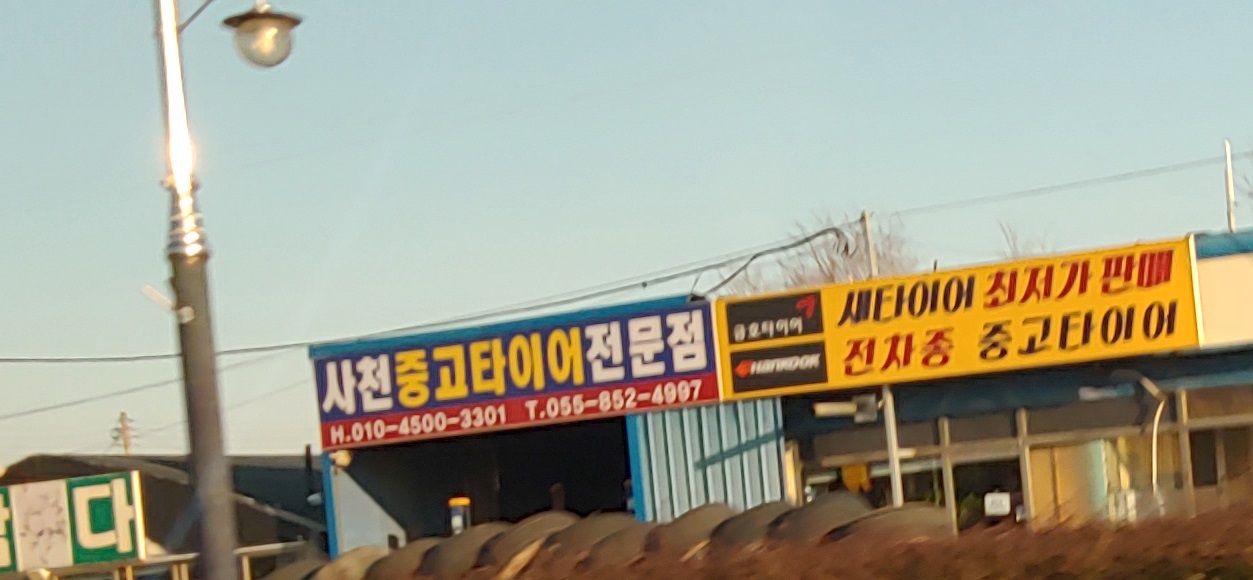 사천중고타이어전문점
H.010-4500-3301 T.055-852-4997
금호타이어
HANKOOK
새타이어 최저가 판매
전차종 중고타이어
다